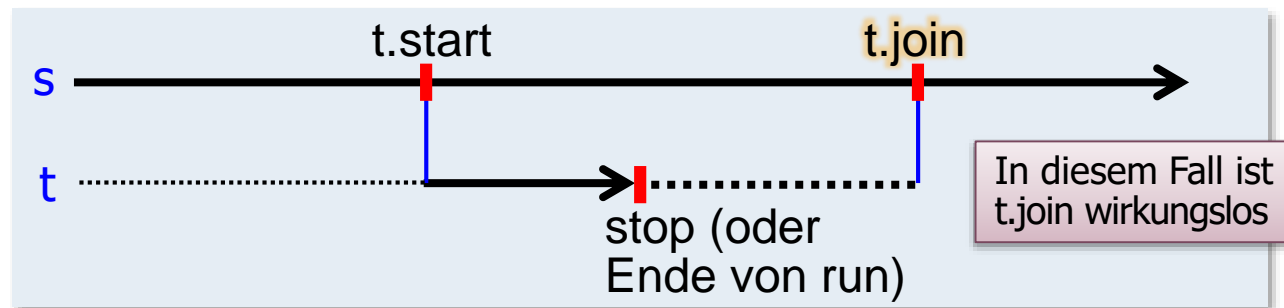 t.start
t.join
s
t
In diesem Fall ist
t.join wirkungslos
stop (oder
Ende von run)